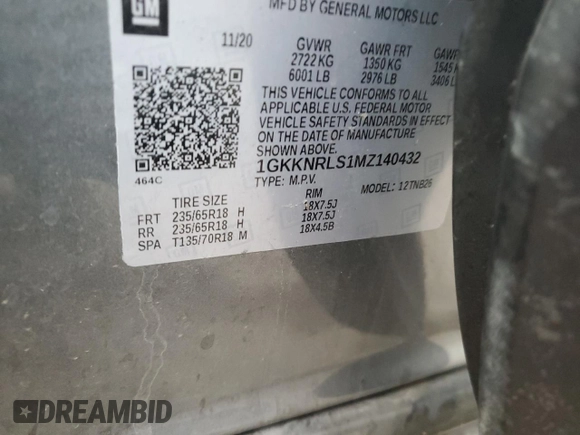 GM
MFD BY GENERAL MOTORS LLC
11/20
GVWR
GAWR FRT
2722 KG
1350 KG
1545
6001 LB
2976 LB
3406
THIS VEHICLE CONFORMS TO ALL
APPLICABLE U.S. FEDERAL MOTOR
VEHICLE SAFETY STANDARDS IN EFFECT
ON THE DATE OF MANUFACTURE
SHOWN ABOVE.
1GKKNRLS1MZ140432
TYPE: M.P.V.
MODEL: 12TNB26
464C
TIRE SIZE
RIM
FRT 235/65R18 H 18X7.5J
RR 235/65R18 H 18X7.5J
SPA T135/70R18 M 18X4.5B
DREAMBID